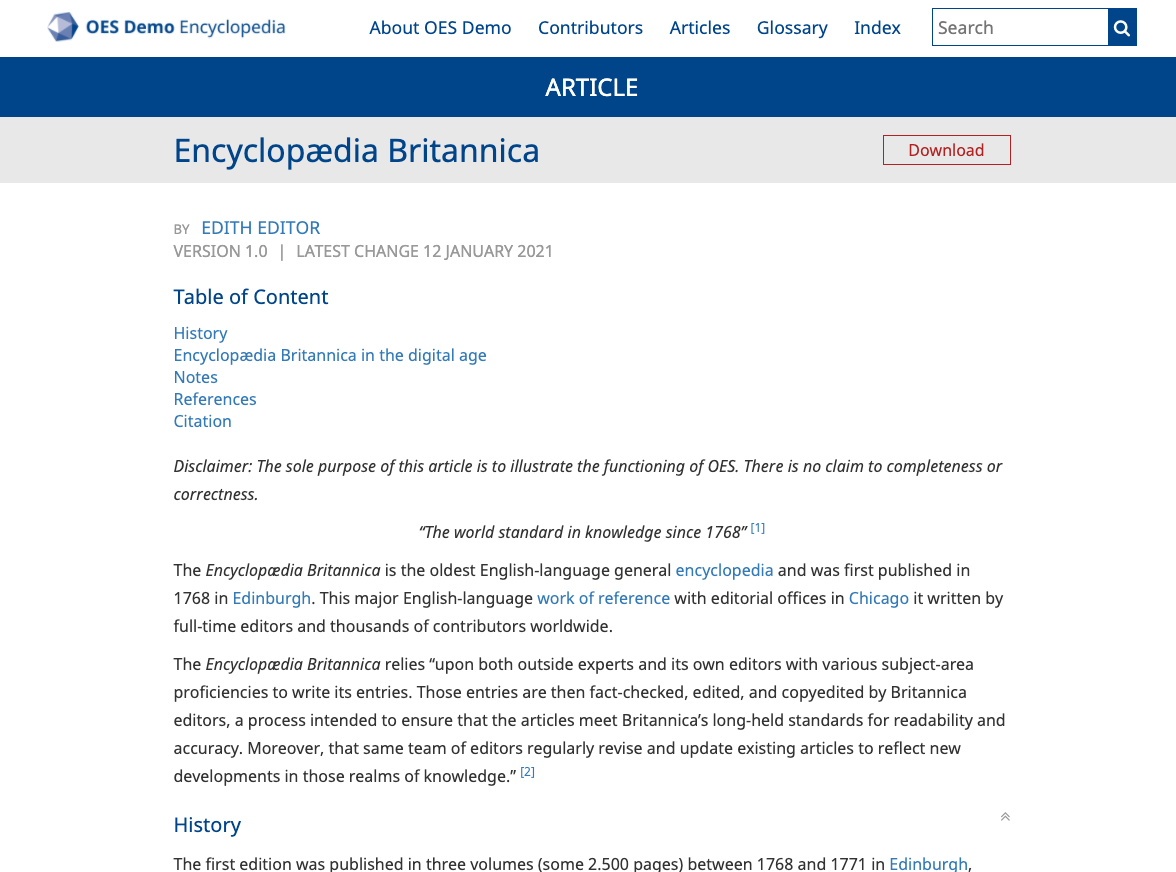 OES Demo Encyclopedia
About OES Demo Contributors Articles Glossary Index Search
ARTICLE
Encyclopædia Britannica Download
BY EDITH EDITOR
VERSION 1.0 | LATEST CHANGE 12 JANUARY 2021
Table of Content
History
Encyclopædia Britannica in the digital age
Notes
References
Citation
Disclaimer: The sole purpose of this article is to illustrate the functioning of OES. There is no claim to completeness or
correctness.
“The world standard in knowledge since 1768” [1]
The Encyclopædia Britannica is the oldest English-language general encyclopedia and was first published in
1768 in Edinburgh. This major English-language work of reference with editorial offices in Chicago it written by
full-time editors and thousands of contributors worldwide.
The Encyclopædia Britannica relies “upon both outside experts and its own editors with various subject-area
proficiencies to write its entries. Those entries are then fact-checked, edited, and copyedited by Britannica
editors, a process intended to ensure that the articles meet Britannica’s long-held standards for readability and
accuracy. Moreover, that same team of editors regularly revise and update existing articles to reflect new
developments in those realms of knowledge.” [2]
History
The first edition was published in three volumes (some 2.500 pages) between 1768 and 1771 in Edinburgh,